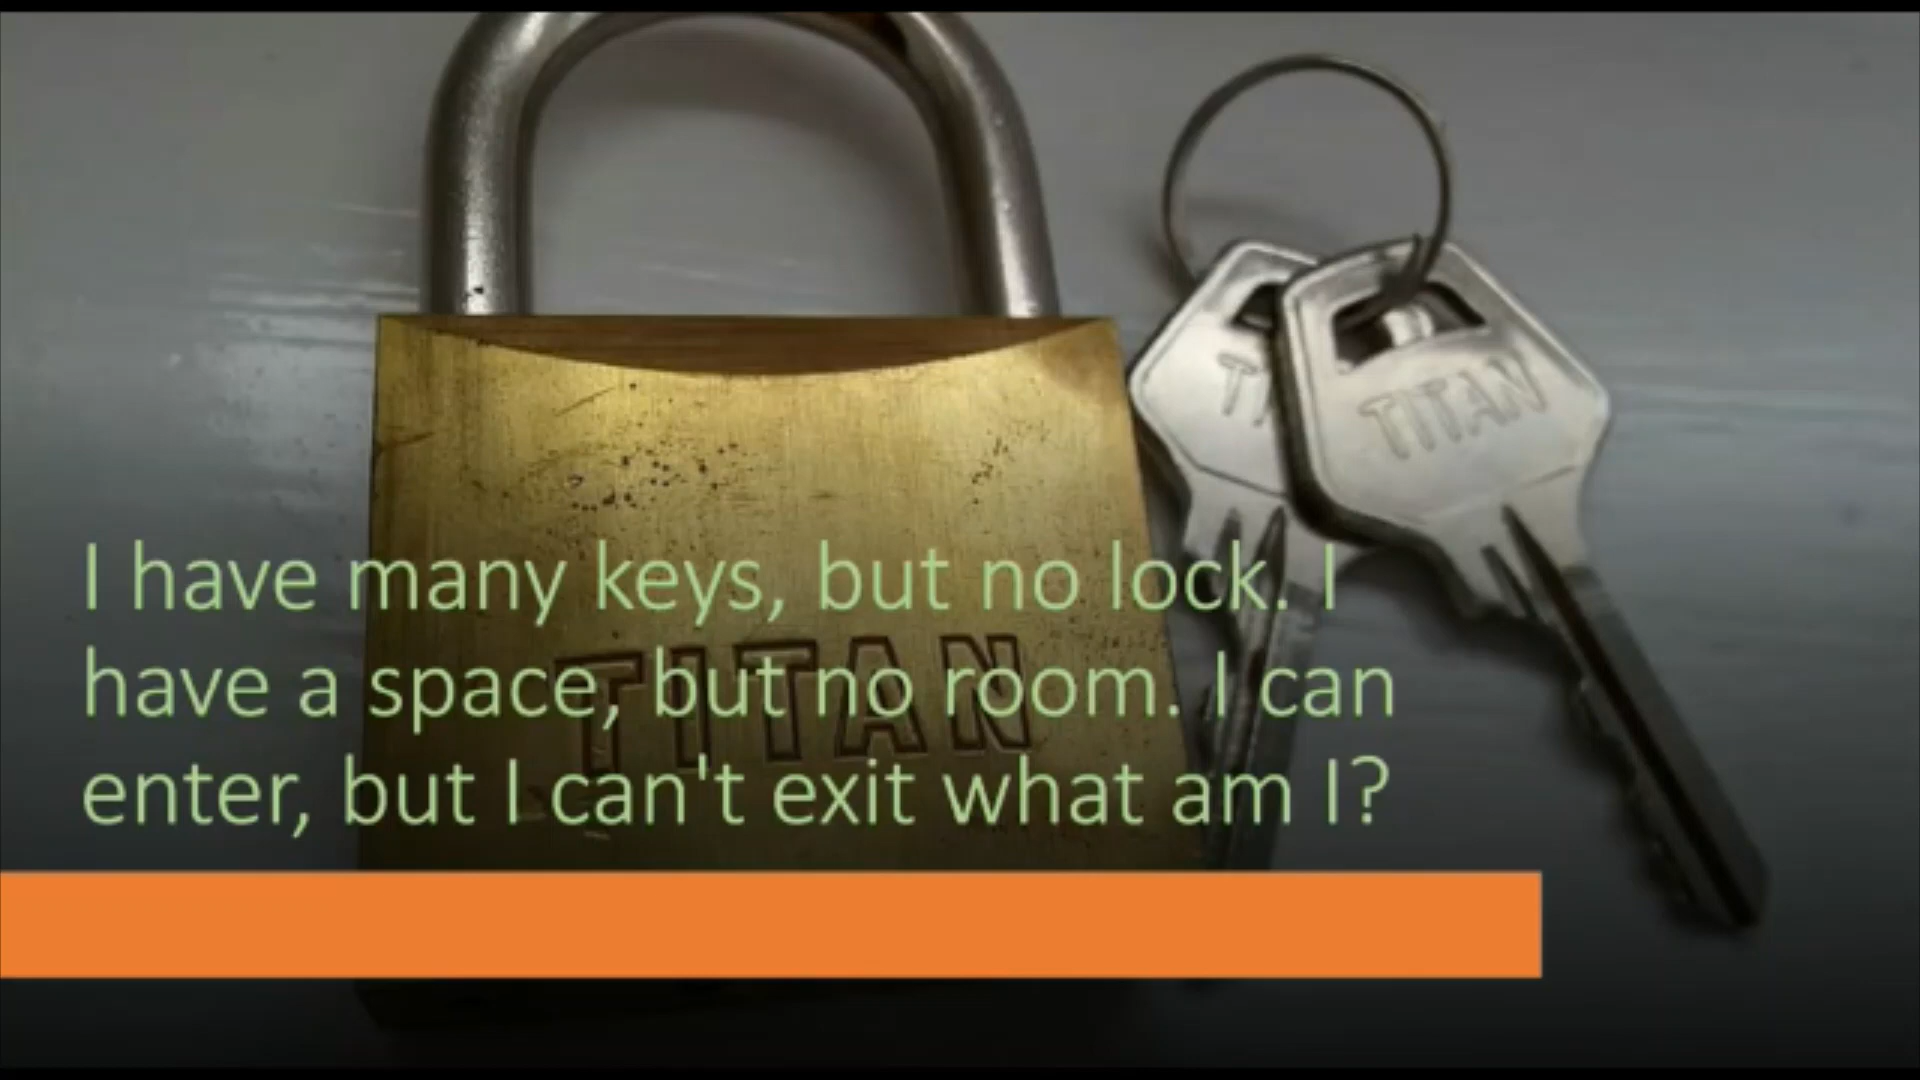 TITAN
TITAN
I have many keys, but no lock. I
have a space, but no room. I can
enter, but I can't exit what am I?